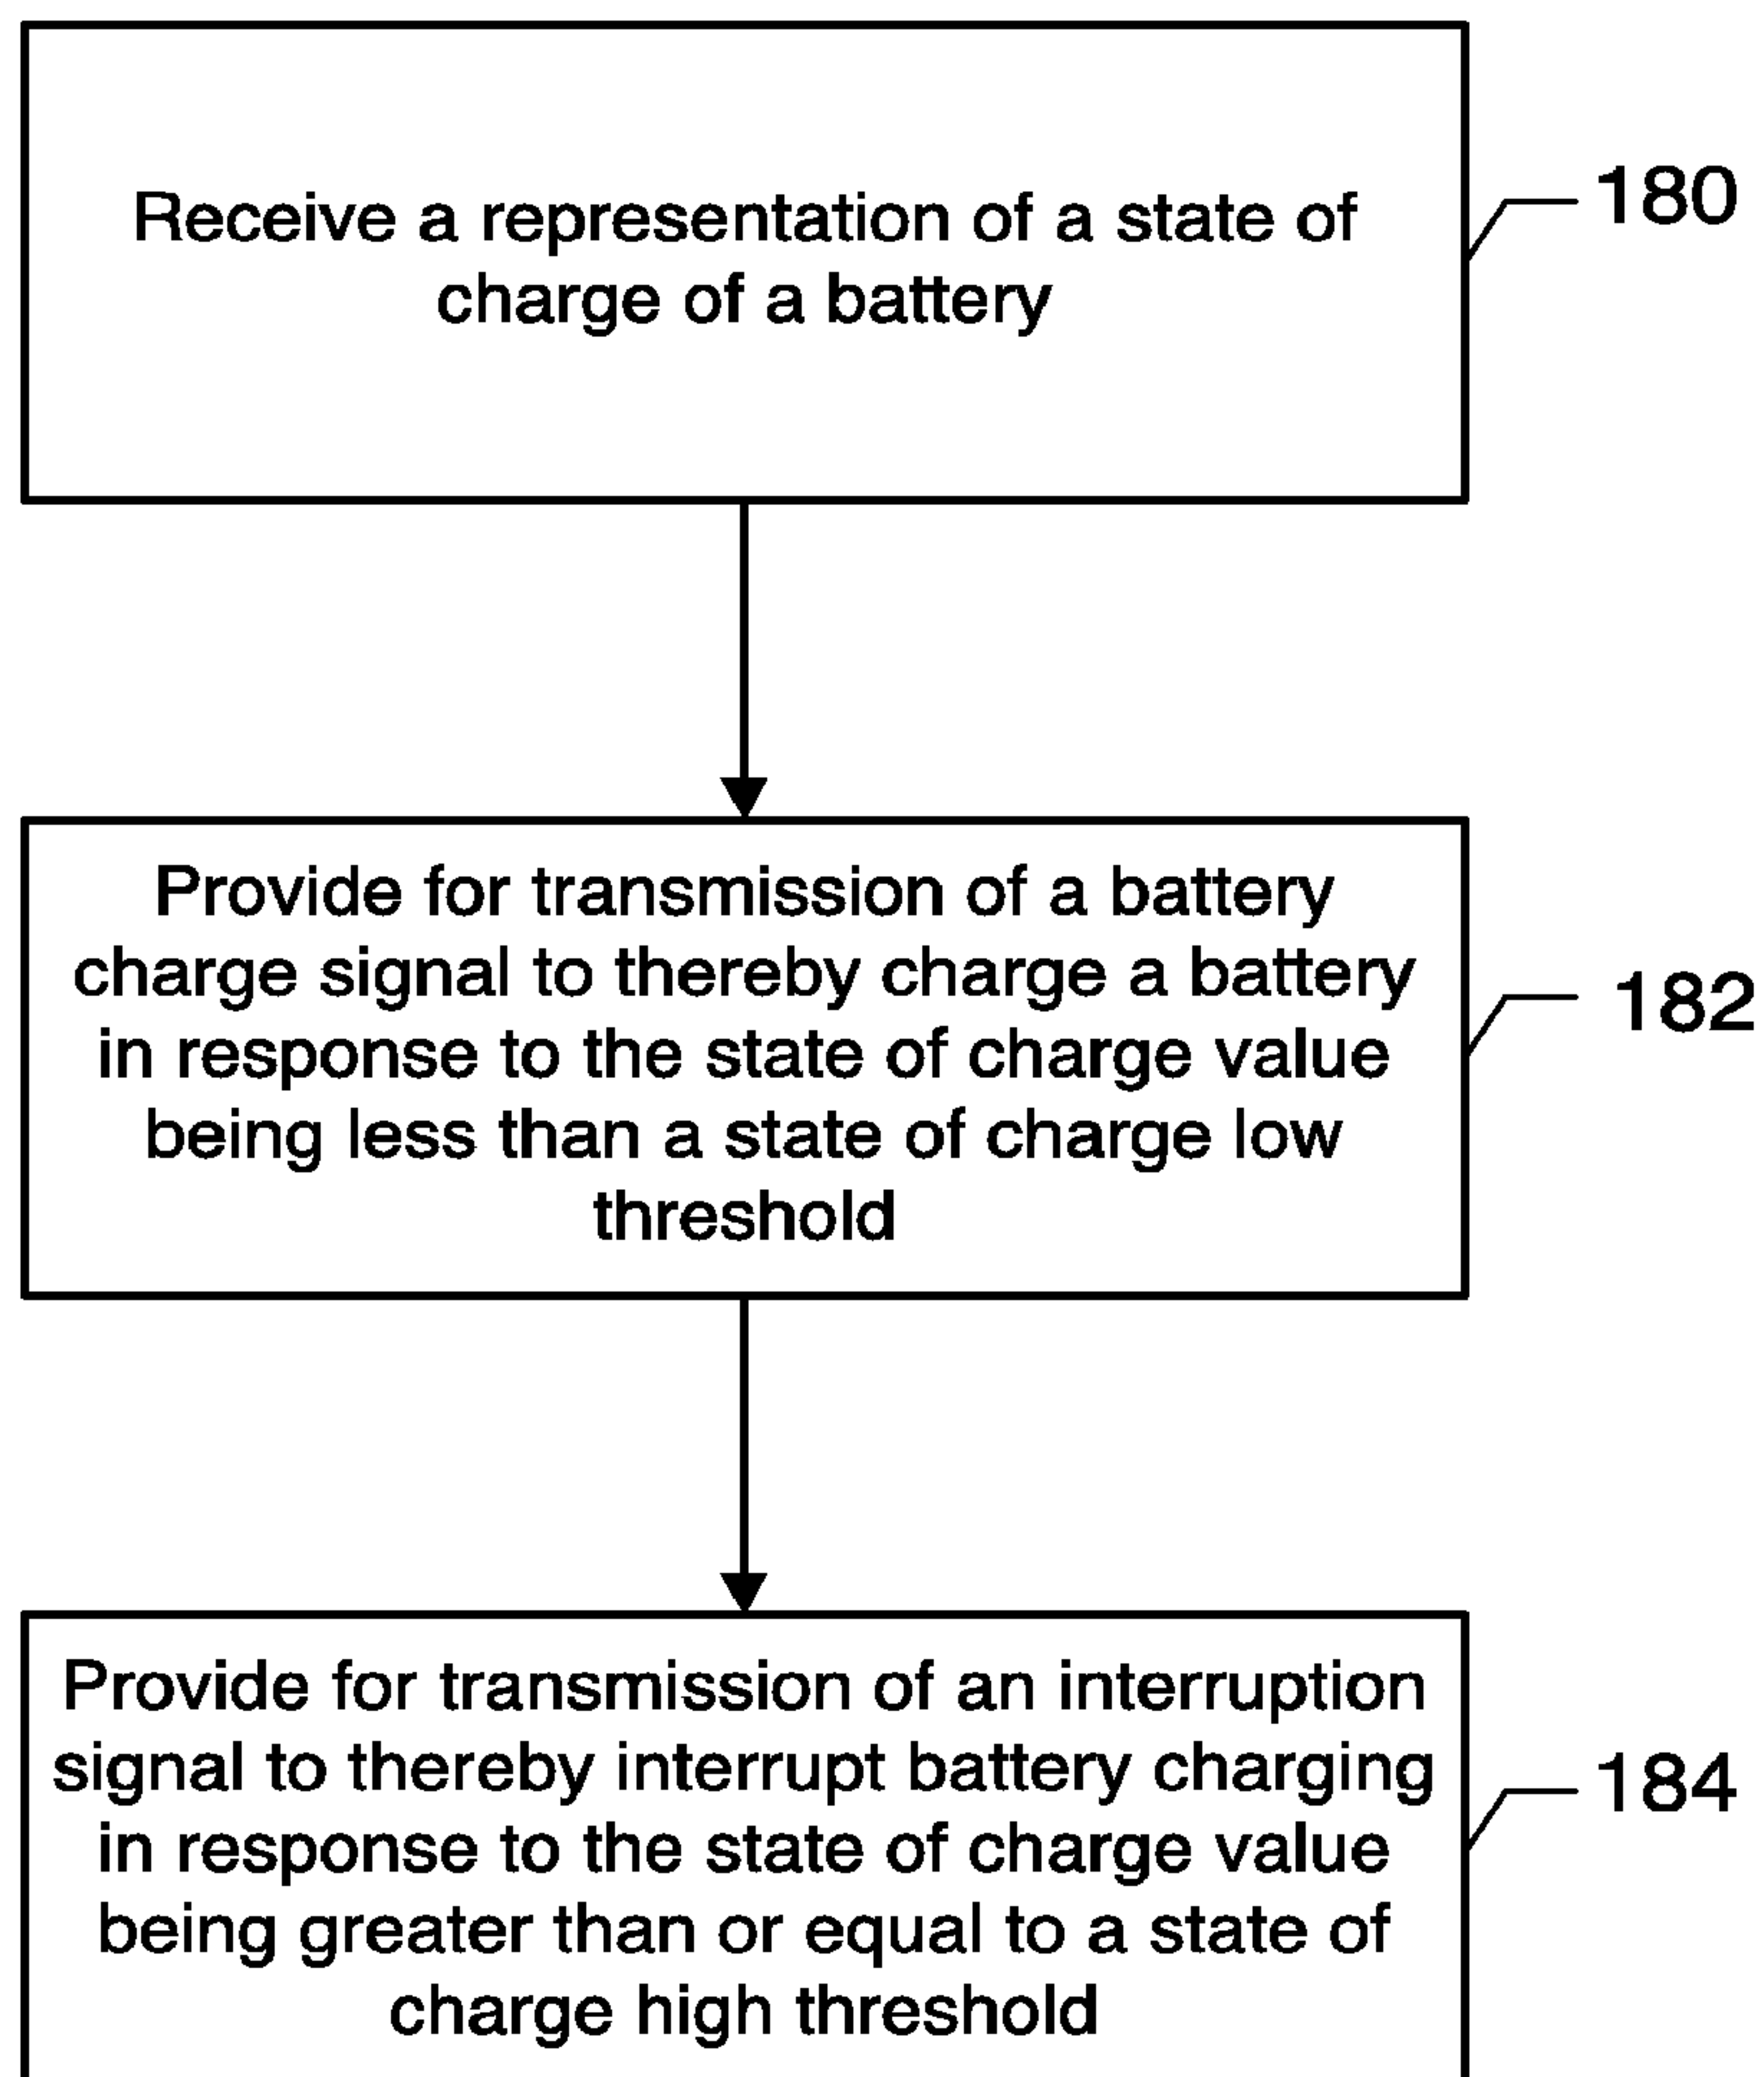 Receive a representation of a state of
charge of a battery
180
Provide for transmission of a battery
charge signal to thereby charge a battery
in response to the state of charge value
being less than a state of charge low
threshold
182
Provide for transmission of an interruption
signal to thereby interrupt battery charging
in response to the state of charge value
being greater than or equal to a state of
charge high threshold
184